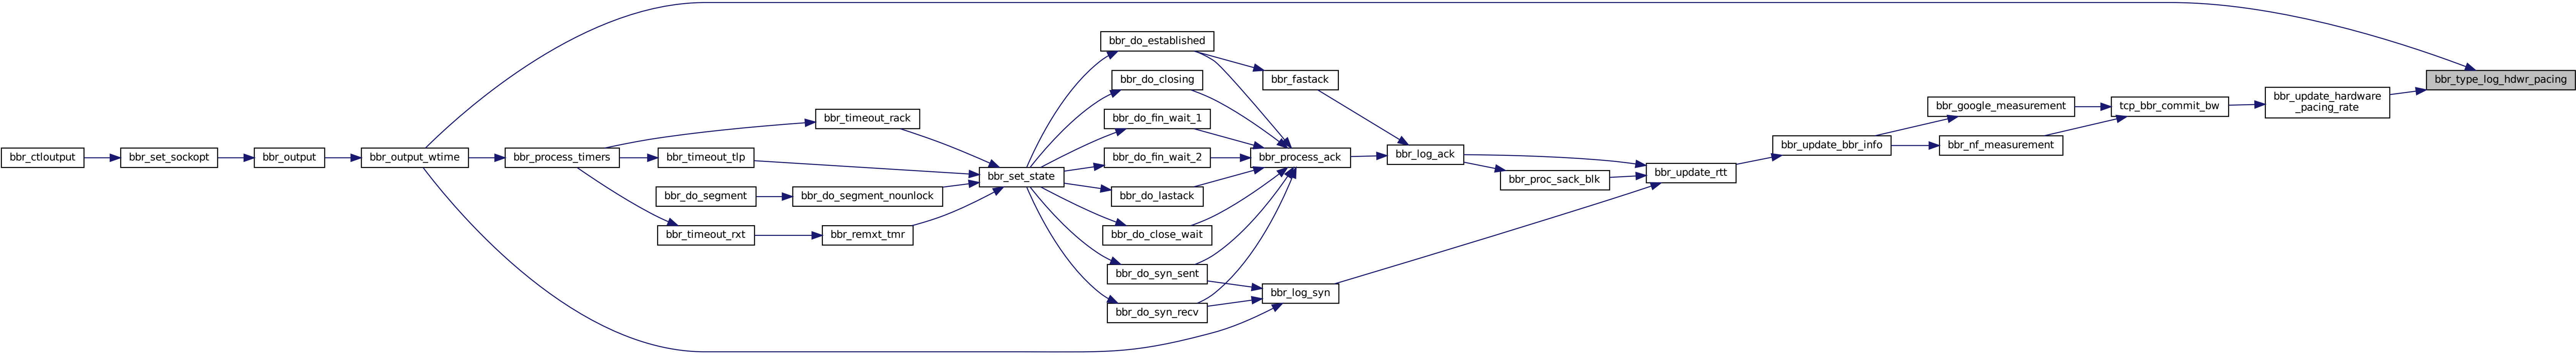 bbr_ctloutput
bbr_set_sockopt
bbr_output
bbr_output_wtime
bbr_process_timers
bbr_timeout_rack
bbr_timeout_tlp
bbr_do_segment
bbr_do_segment_nounlock
bbr_timeout_rxt
bbr_remxt_tmr
bbr_set_state
bbr_do_established
bbr_do_closing
bbr_do_fin_wait_1
bbr_do_fin_wait_2
bbr_do_lastack
bbr_do_close_wait
bbr_do_syn_sent
bbr_do_syn_recv
bbr_fastack
bbr_process_ack
bbr_log_syn
bbr_log_ack
bbr_proc_sack_blk
bbr_update_rtt
bbr_update_bbr_info
bbr_google_measurement
bbr_nf_measurement
tcp_bbr_commit_bw
bbr_update_hardware
_pacing_rate
bbr_type_log_hdwr_pacing